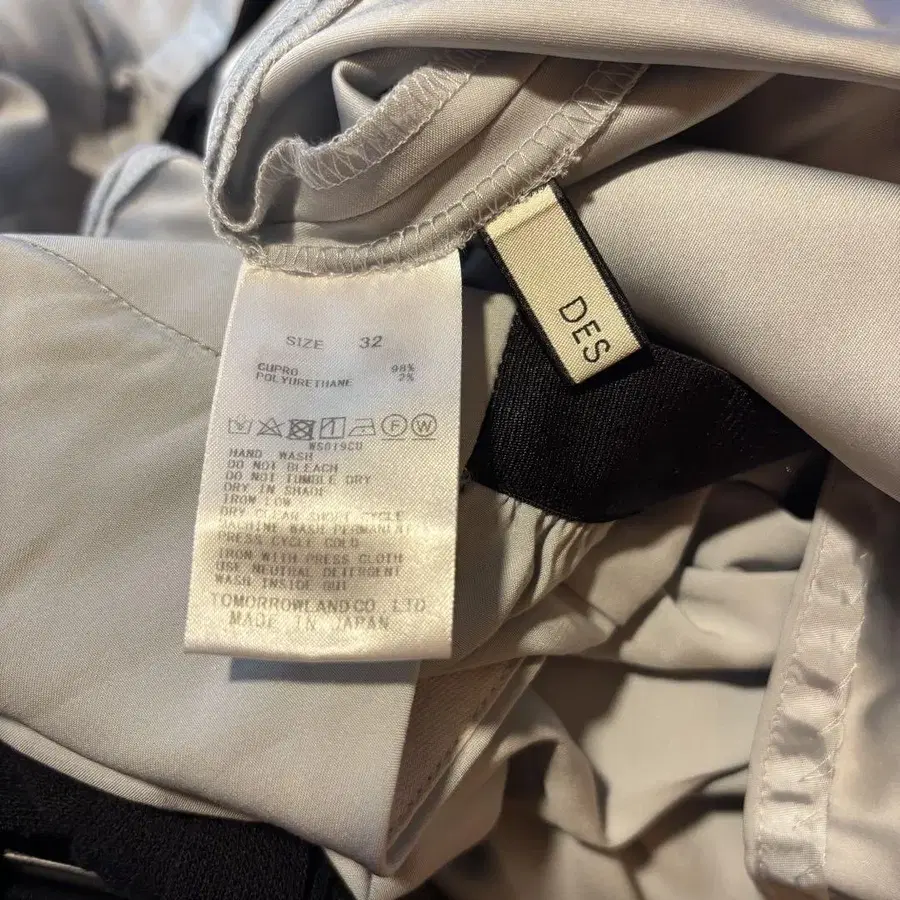 SIZE 32
CUPRO 98%
POLYURETHANE 2%
F W
WS019CU
HAND WASH
DO NOT BLEACH
DO NOT TUMBLE DRY
DRY IN SHADE
IRON LOW
DRY CLEAN SHORT CYCLE
MACHINE WASH PERMANENT
PRESS CYCLE COLD
IRON WITH PRESS CLOTH
USE NEUTRAL DETERGENT
WASH INSIDE OUT
TOMORROWLAND CO.,LTD
MADE IN JAPAN
DES